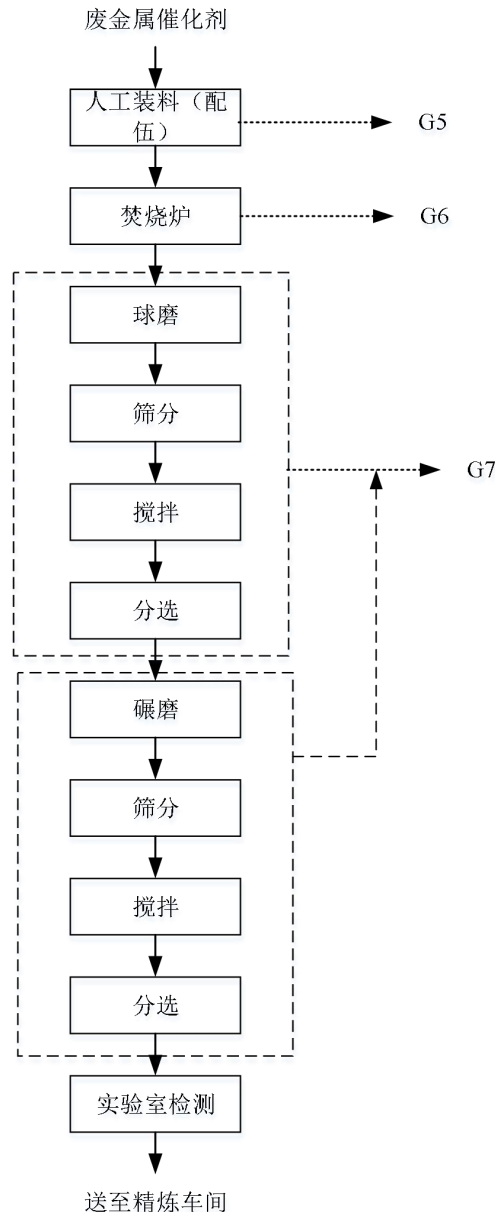 废金属催化剂
人工装料（配
伍）
G5
焚烧炉
G6
球磨
筛分
G7
搅拌
分选
碾磨
筛分
搅拌
分选
实验室检测
送至精炼车间